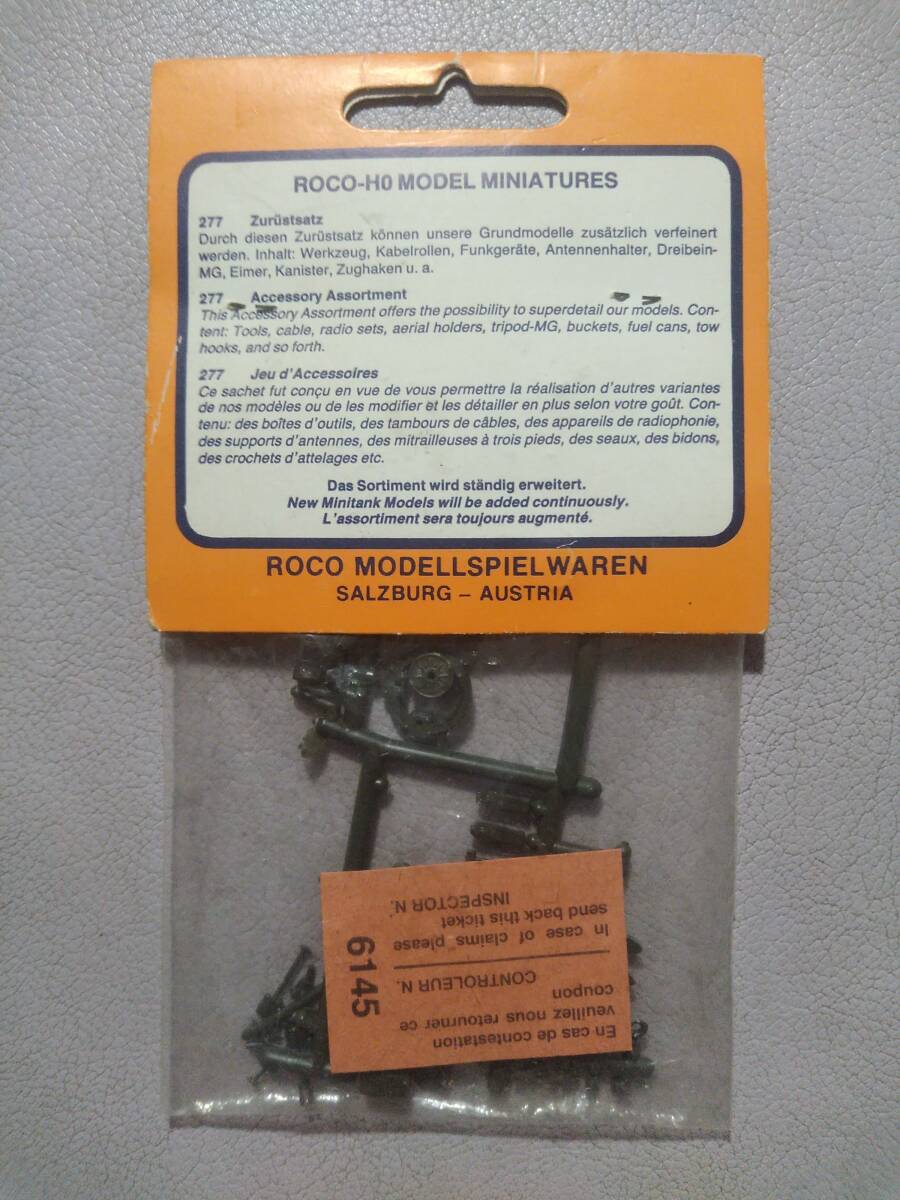 ROCO-H0 MODEL MINIATURES
277 Zurüstsatz
Durch diesen Zurüstsatz können unsere Grundmodelle zusätzlich verfeinert
werden. Inhalt: Werkzeug, Kabelrollen, Funkgeräte, Antennenhalter, Dreibein-
MG, Eimer, Kanister, Zughaken u. a.
277 Accessory Assortment
This Accessory Assortment offers the possibility to superdetail our models. Con-
tent: Tools, cable, radio sets, aerial holders, tripod-MG, buckets, fuel cans, tow
hooks, and so forth.
277 Jeu d'Accessoires
Ce sachet fut conçu en vue de vous permettre la réalisation d'autres variantes
de nos modèles ou de les modifier et les détailler en plus selon votre goût. Con-
tenu: des boîtes d'outils, des tambours de câbles, des appareils de radiophonie,
des supports d'antennes, des mitrailleuses à trois pieds, des seaux, des bidons,
des crochets d'attelages etc.
Das Sortiment wird ständig erweitert.
New Minitank Models will be added continuously.
L'assortiment sera toujours augmenté.
ROCO MODELLSPIELWAREN
SALZBURG – AUSTRIA
En cas de contestation
veuillez nous retourner ce
coupon
CONTROLEUR N.
In case of claims please
send back this ticket
INSPECTOR N.
6145